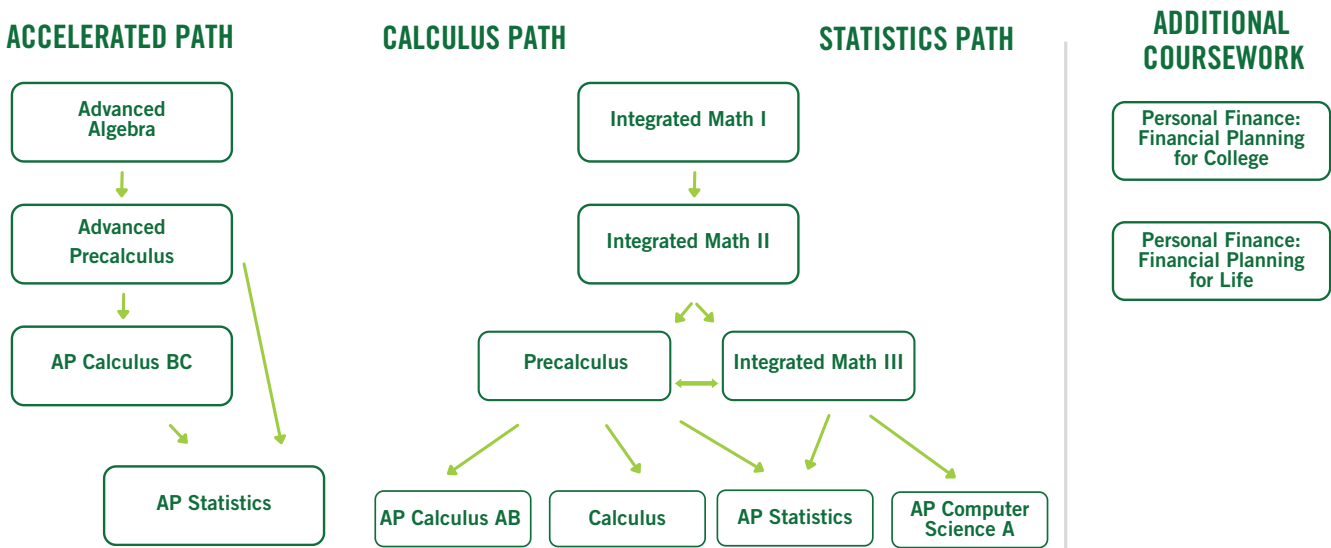 ACCELERATED PATH
Advanced
Algebra
Advanced
Precalculus
AP Calculus BC
AP Statistics
CALCULUS PATH
STATISTICS PATH
Integrated Math I
Integrated Math II
Precalculus
Integrated Math III
AP Calculus AB
Calculus
AP Statistics
AP Computer
Science A
ADDITIONAL
COURSEWORK
Personal Finance:
Financial Planning
for College
Personal Finance:
Financial Planning
for Life